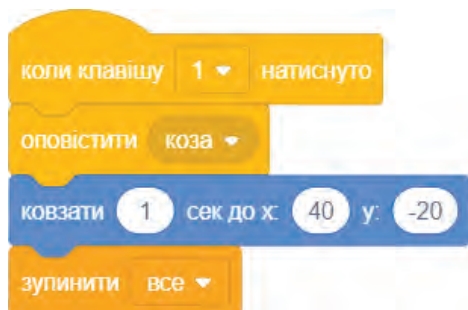 коли клавішу 1 натиснуто
оповістити коза
ковзати 1 сек до x: 40 y: -20
зупинити все